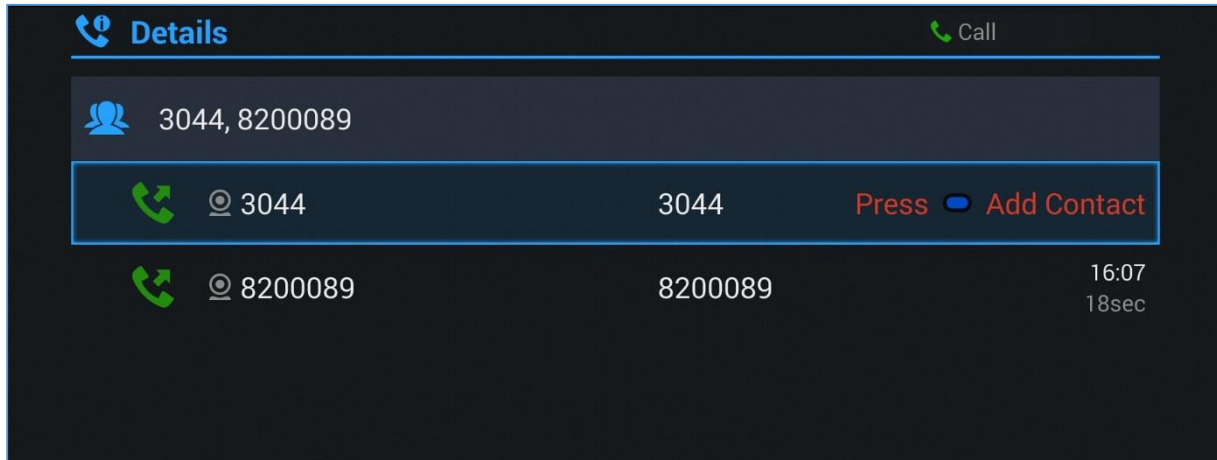 Details
Call
3044, 8200089
3044 3044 Press Add Contact
8200089 8200089 16:07
18sec